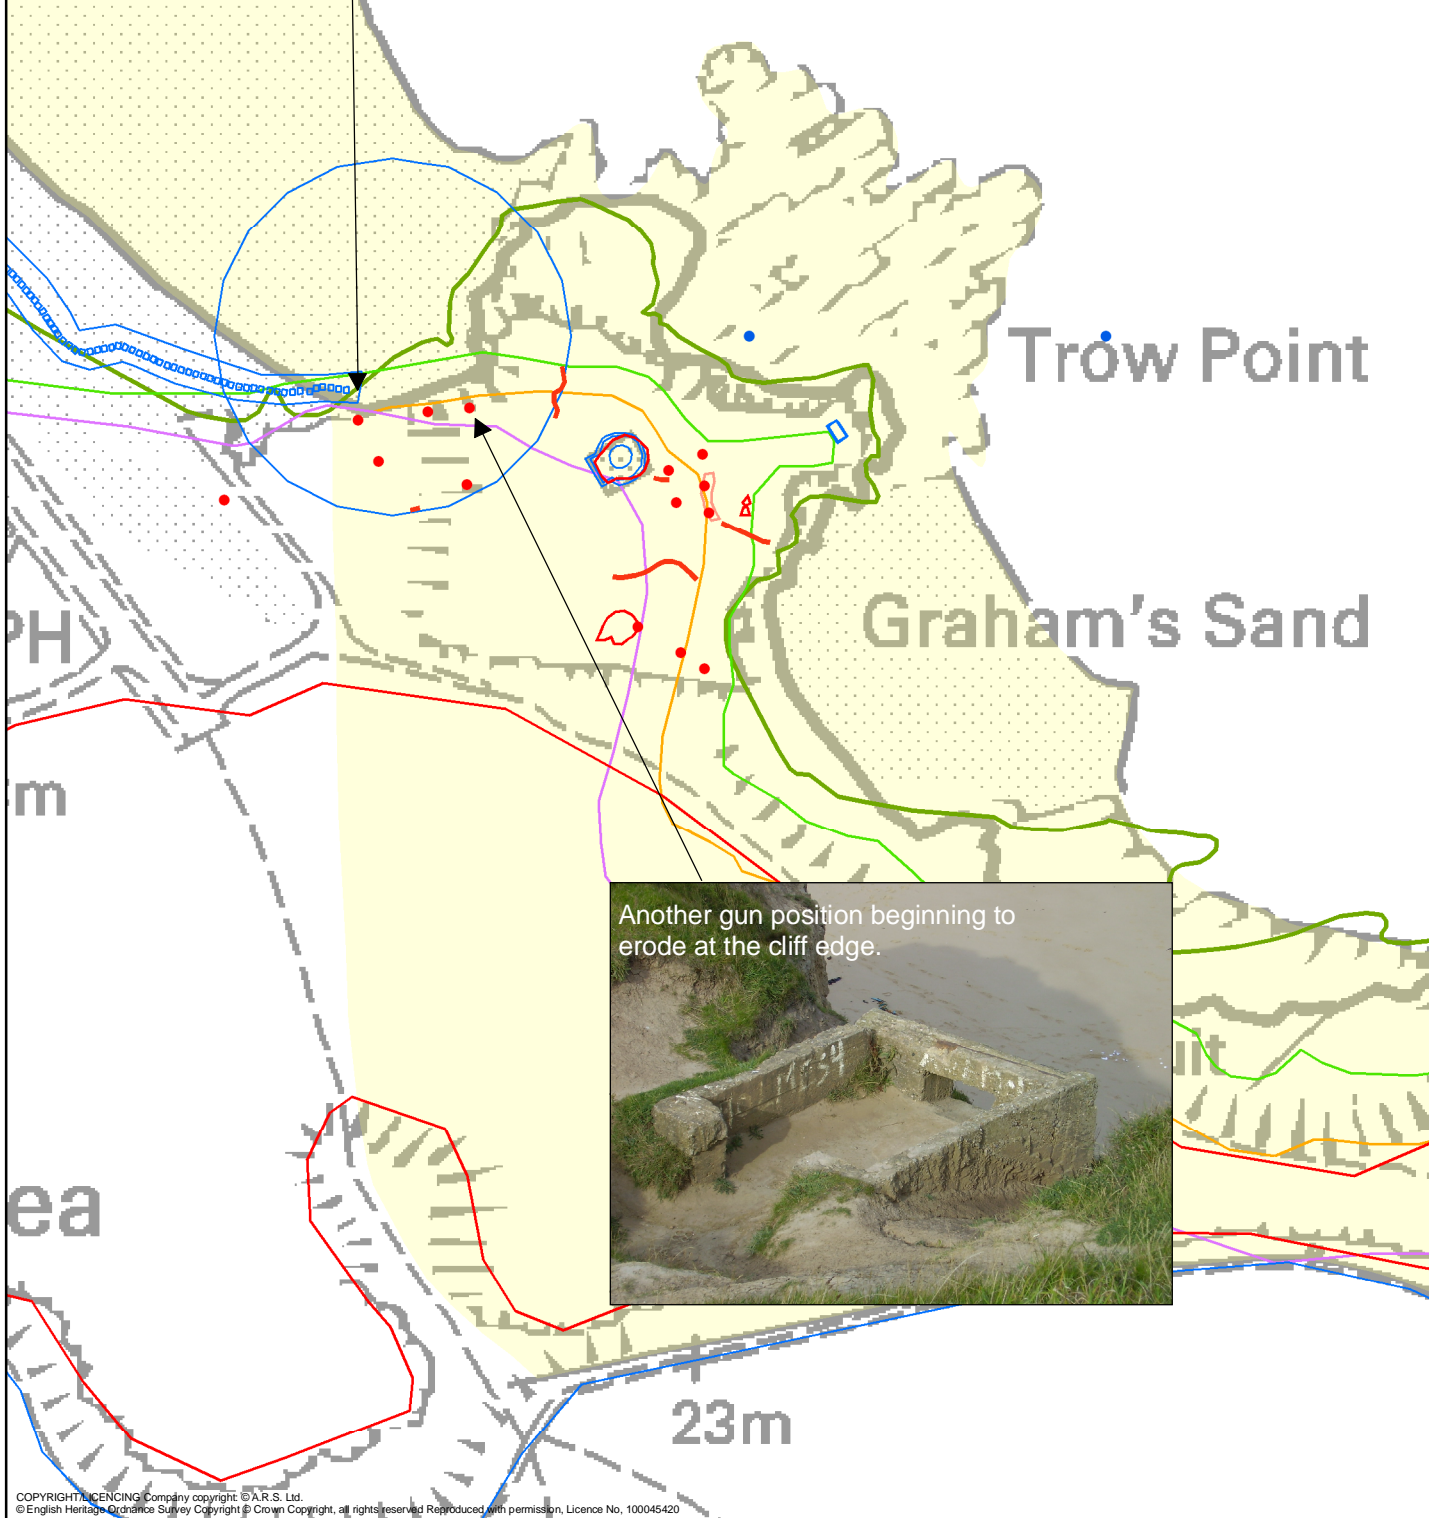 Trow Point
PH
Graham's Sand
m
Another gun position beginning to
erode at the cliff edge.
uit
ea
23m
COPYRIGHT/LICENCING Company copyright: © A.R.S. Ltd.
© English Heritage Ordnance Survey Copyright © Crown Copyright, all rights reserved Reproduced with permission, Licence No, 100045420